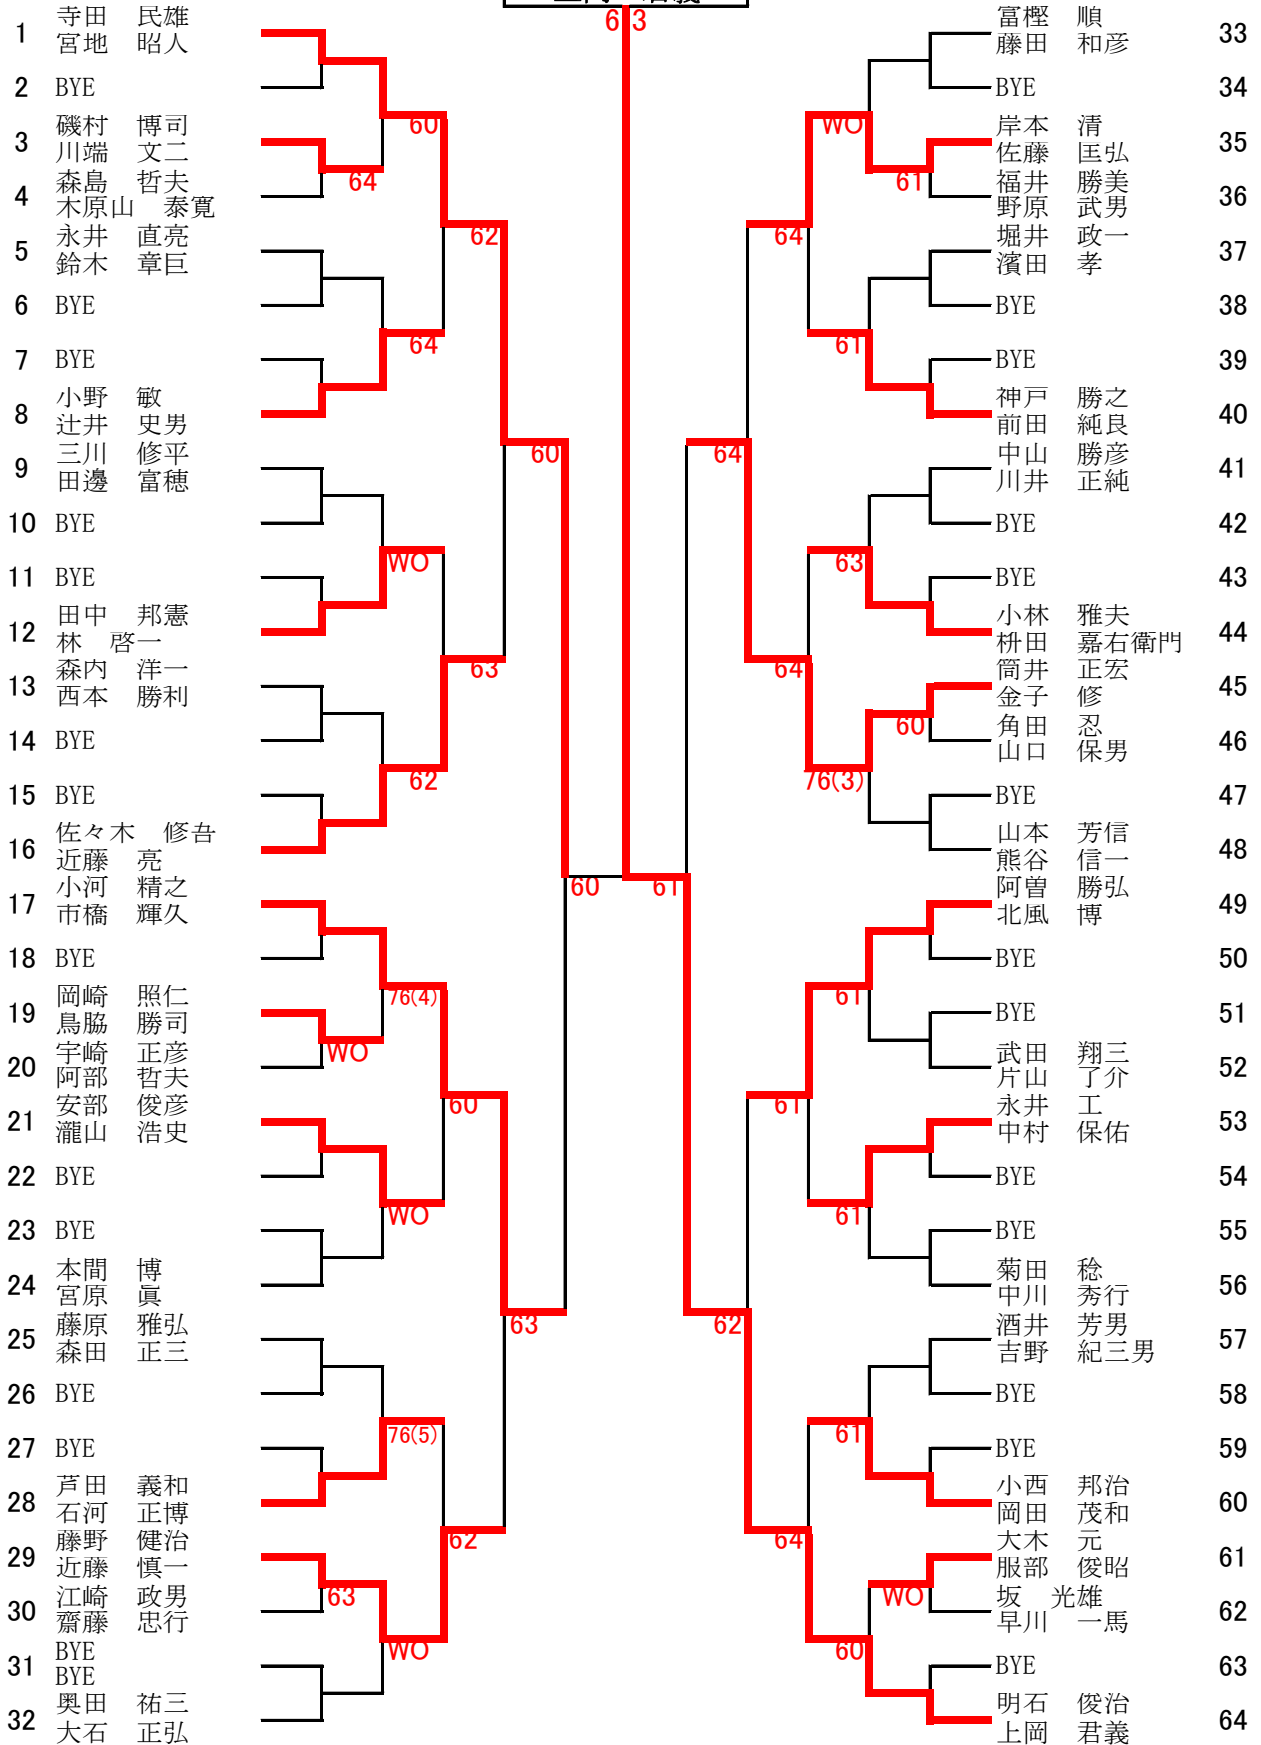 63
1 寺田　民雄
宮地　昭人
2 BYE
3 磯村　博司
川端　文二
4 森島　哲夫
木原山　泰寛
5 永井　直亮
鈴木　章巨
6 BYE
7 BYE
8 小野　敏
辻井　史男
9 三川　修平
田邊　富穂
10 BYE
11 BYE
12 田中　邦憲
林　啓一
13 森内　洋一
西本　勝利
14 BYE
15 BYE
16 佐々木　修吾
近藤　亮
17 小河　精之
市橋　輝久
18 BYE
19 岡崎　照仁
鳥脇　勝司
20 宇崎　正彦
阿部　哲夫
21 安部　俊彦
瀧山　浩史
22 BYE
23 BYE
24 本間　博
宮原　眞
25 藤原　雅弘
森田　正三
26 BYE
27 BYE
28 芦田　義和
石河　正博
29 藤野　健治
近藤　慎一
30 江崎　政男
齋藤　忠行
31 BYE
BYE
32 奥田　祐三
大石　正弘
64
WO
63
60
64
WO
62
76(4)
WO
76(5)
WO
62
63
60
62
60
63
60
61
64
62
64
64
61
64
WO
61
63
76(3)
61
61
61
60
61
60
WO
富樫　順
藤田　和彦 33
BYE 34
岸本　清
佐藤　匡弘 35
福井　勝美
野原　武男 36
堀井　政一
濱田　孝 37
BYE 38
BYE 39
神戸　勝之
前田　純良 40
中山　勝彦
川井　正純 41
BYE 42
BYE 43
小林　雅夫
枡田　嘉右衛門 44
筒井　正宏
金子　修 45
角田　忍
山口　保男 46
BYE 47
山本　芳信
熊谷　信一 48
阿曽　勝弘
北風　博 49
BYE 50
BYE 51
武田　翔三
片山　了介 52
永井　工
中村　保佑 53
BYE 54
BYE 55
菊田　稔
中川　秀行 56
酒井　芳男
吉野　紀三男 57
BYE 58
BYE 59
小西　邦治
岡田　茂和 60
大木　元
服部　俊昭 61
坂　光雄
早川　一馬 62
BYE 63
明石　俊治
上岡　君義 64